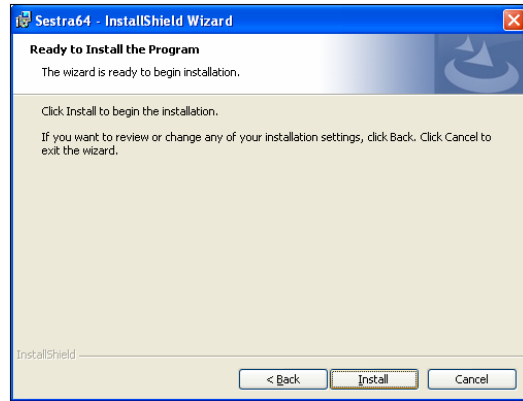 Sestra64 - InstallShield Wizard
Ready to Install the Program
The wizard is ready to begin installation.
Click Install to begin the installation.
If you want to review or change any of your installation settings, click Back. Click Cancel to
exit the wizard.
InstallShield
< Back Install Cancel